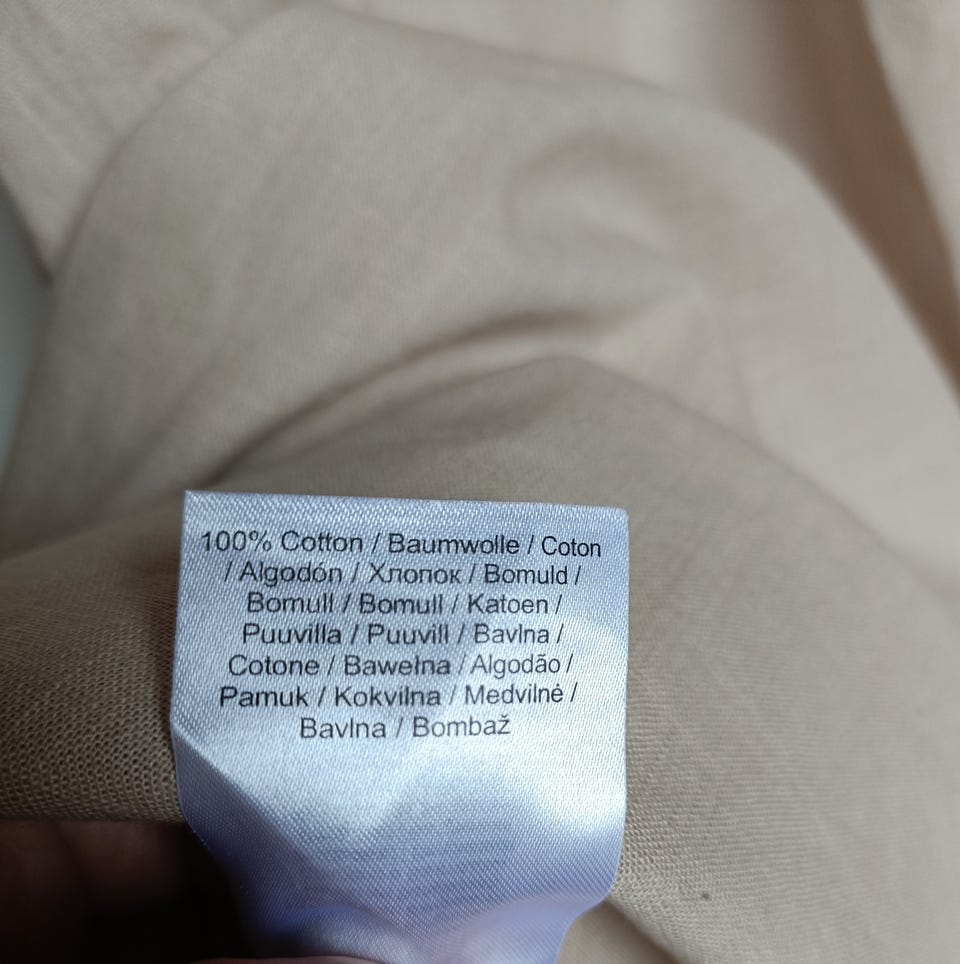 100% Cotton / Baumwolle / Coton
/ Algodón / Хлопок / Bomuld /
Bomull / Bomull / Katoen /
Puuvilla / Puuvill / Bavlna /
Cotone / Bawełna / Algodão /
Pamuk / Kokvilna / Medvilnė /
Bavlna / Bombaž